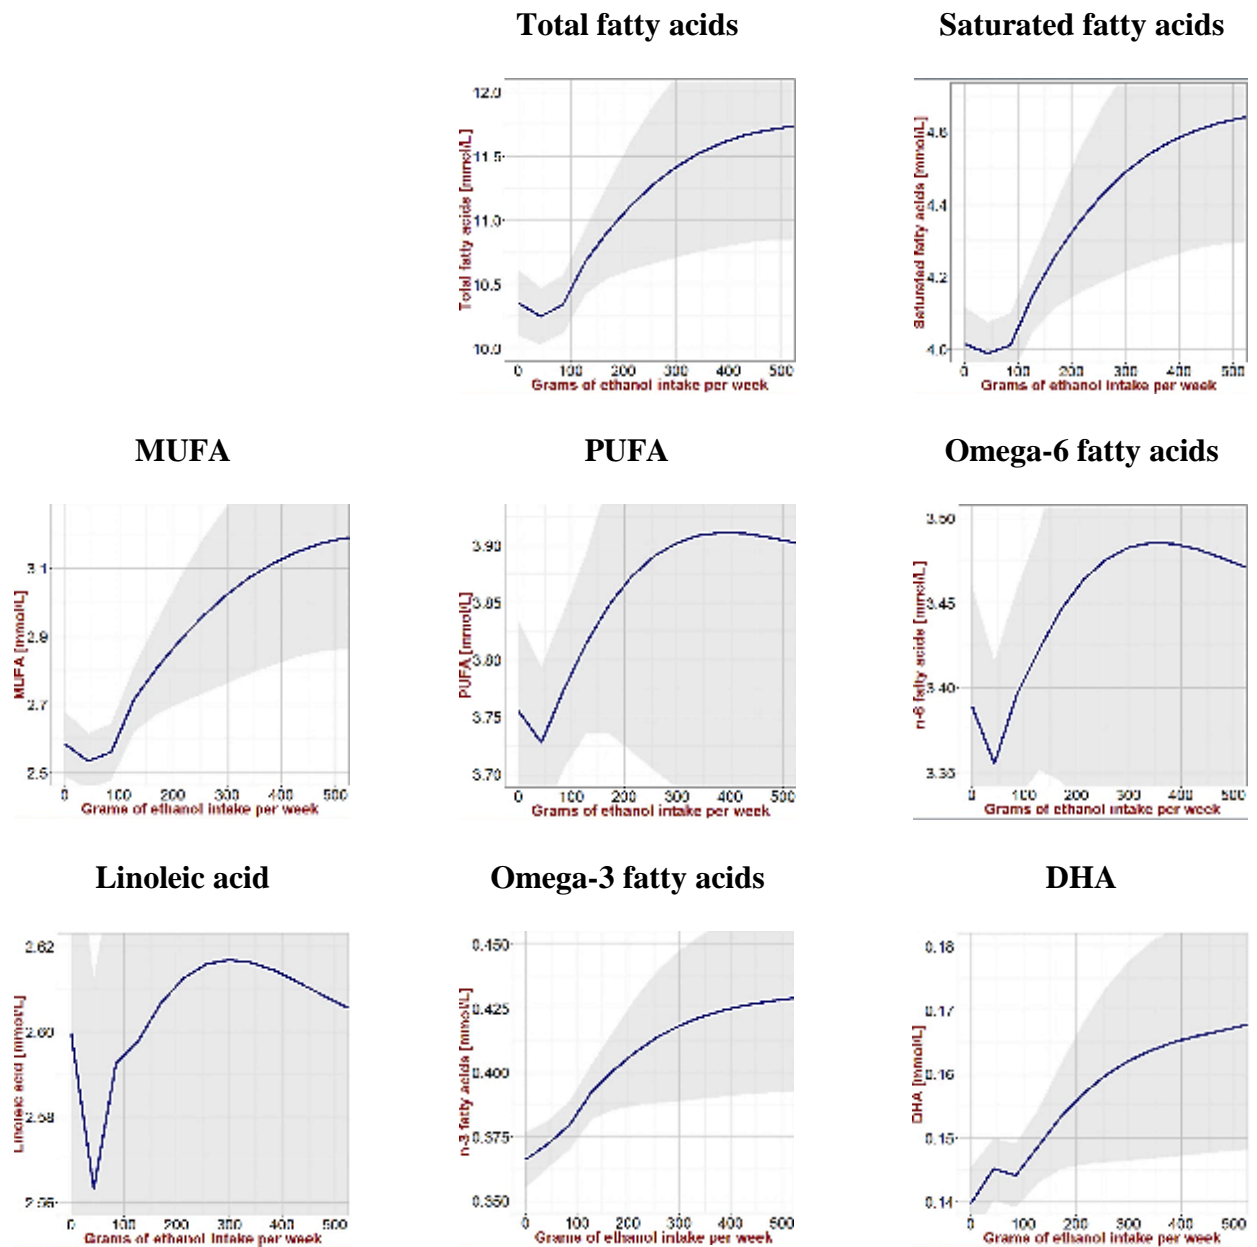 Total fatty acids
Saturated fatty acids
12.0
11.5
11.0
10.5
10.0
Total fatty acids [mmol/L]
0 100 200 300 400 500
Grams of ethanol intake per week
4.6
4.4
4.2
4.0
Saturated fatty acids [mmol/L]
0 100 200 300 400 500
Grams of ethanol intake per week
MUFA
PUFA
Omega-6 fatty acids
3.1
2.9
2.7
2.5
MUFA [mmol/L]
0 100 200 300 400 500
Grams of ethanol intake per week
3.90
3.85
3.80
3.75
3.70
PUFA [mmol/L]
0 100 200 300 400 500
Grams of ethanol intake per week
3.50
3.45
3.40
3.35
n-6 fatty acids [mmol/L]
0 100 200 300 400 500
Grams of ethanol intake per week
Linoleic acid
Omega-3 fatty acids
DHA
2.62
2.60
2.58
2.56
Linoleic acid [mmol/L]
0 100 200 300 400 500
Grams of ethanol intake per week
0.450
0.425
0.400
0.375
0.350
n-3 fatty acids [mmol/L]
0 100 200 300 400 500
Grams of ethanol intake per week
0.18
0.17
0.16
0.15
0.14
DHA [mmol/L]
0 100 200 300 400 500
Grams of ethanol intake per week